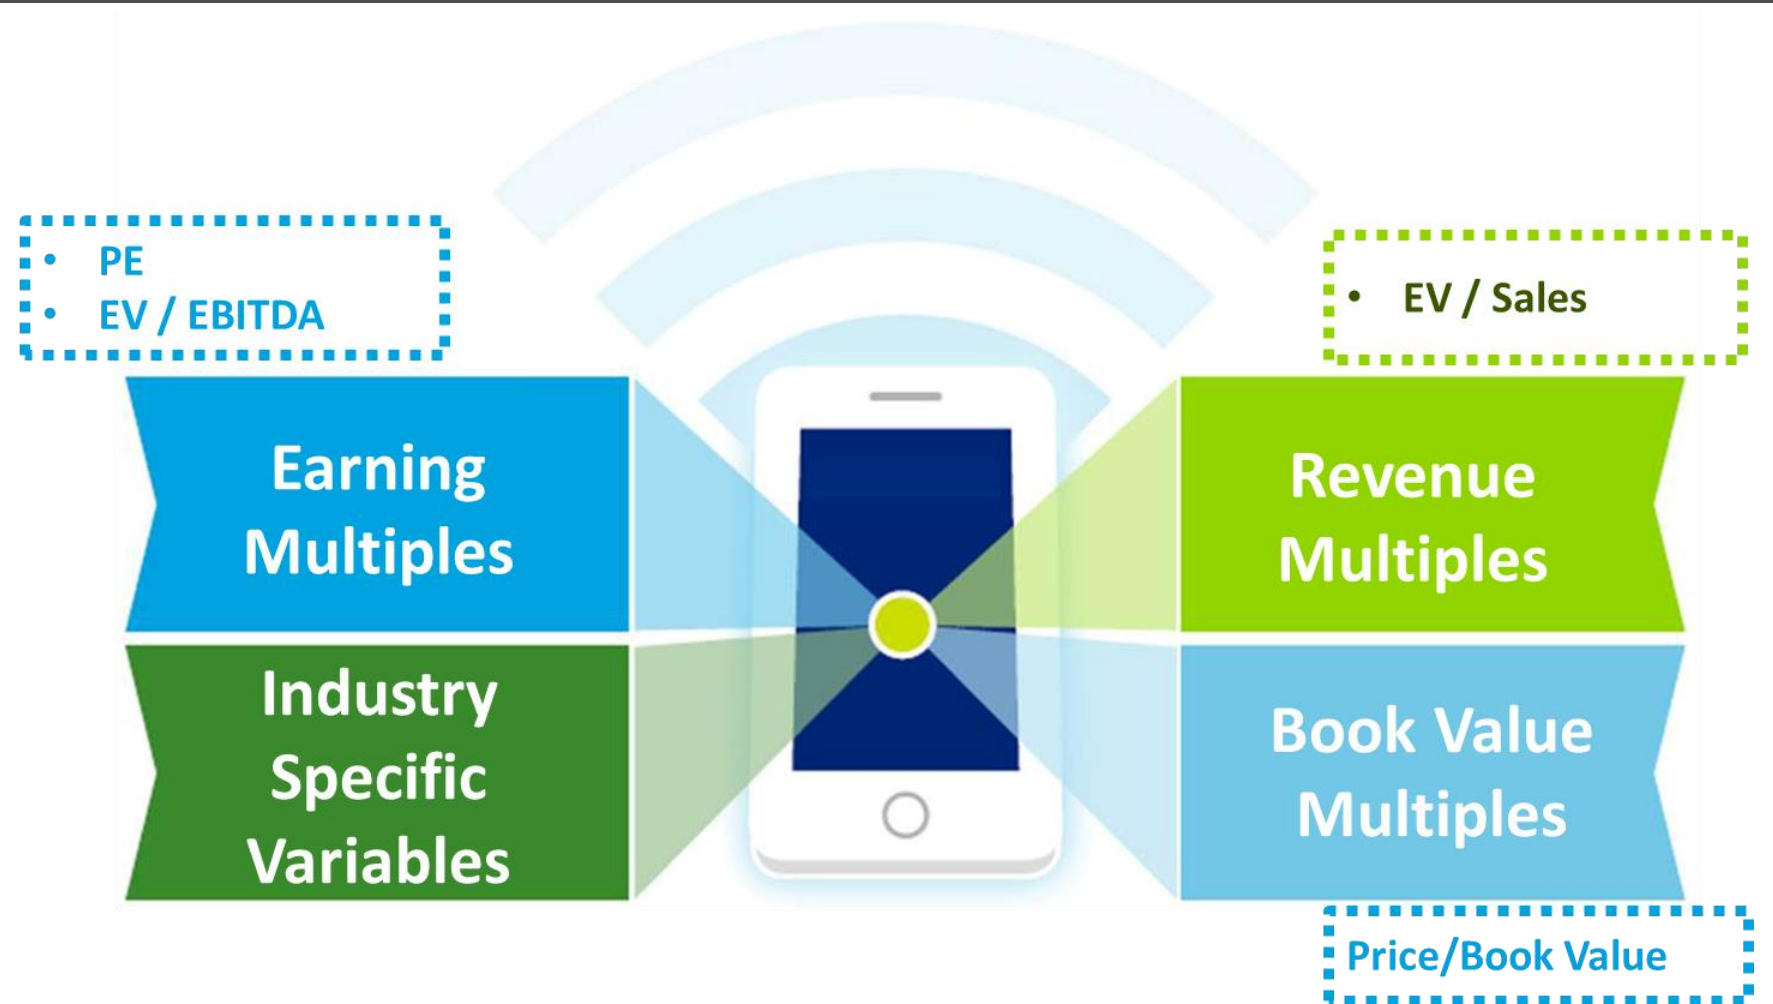 • PE
• EV / EBITDA
• EV / Sales
Earning
Multiples
Revenue
Multiples
Industry
Specific
Variables
Book Value
Multiples
Price/Book Value